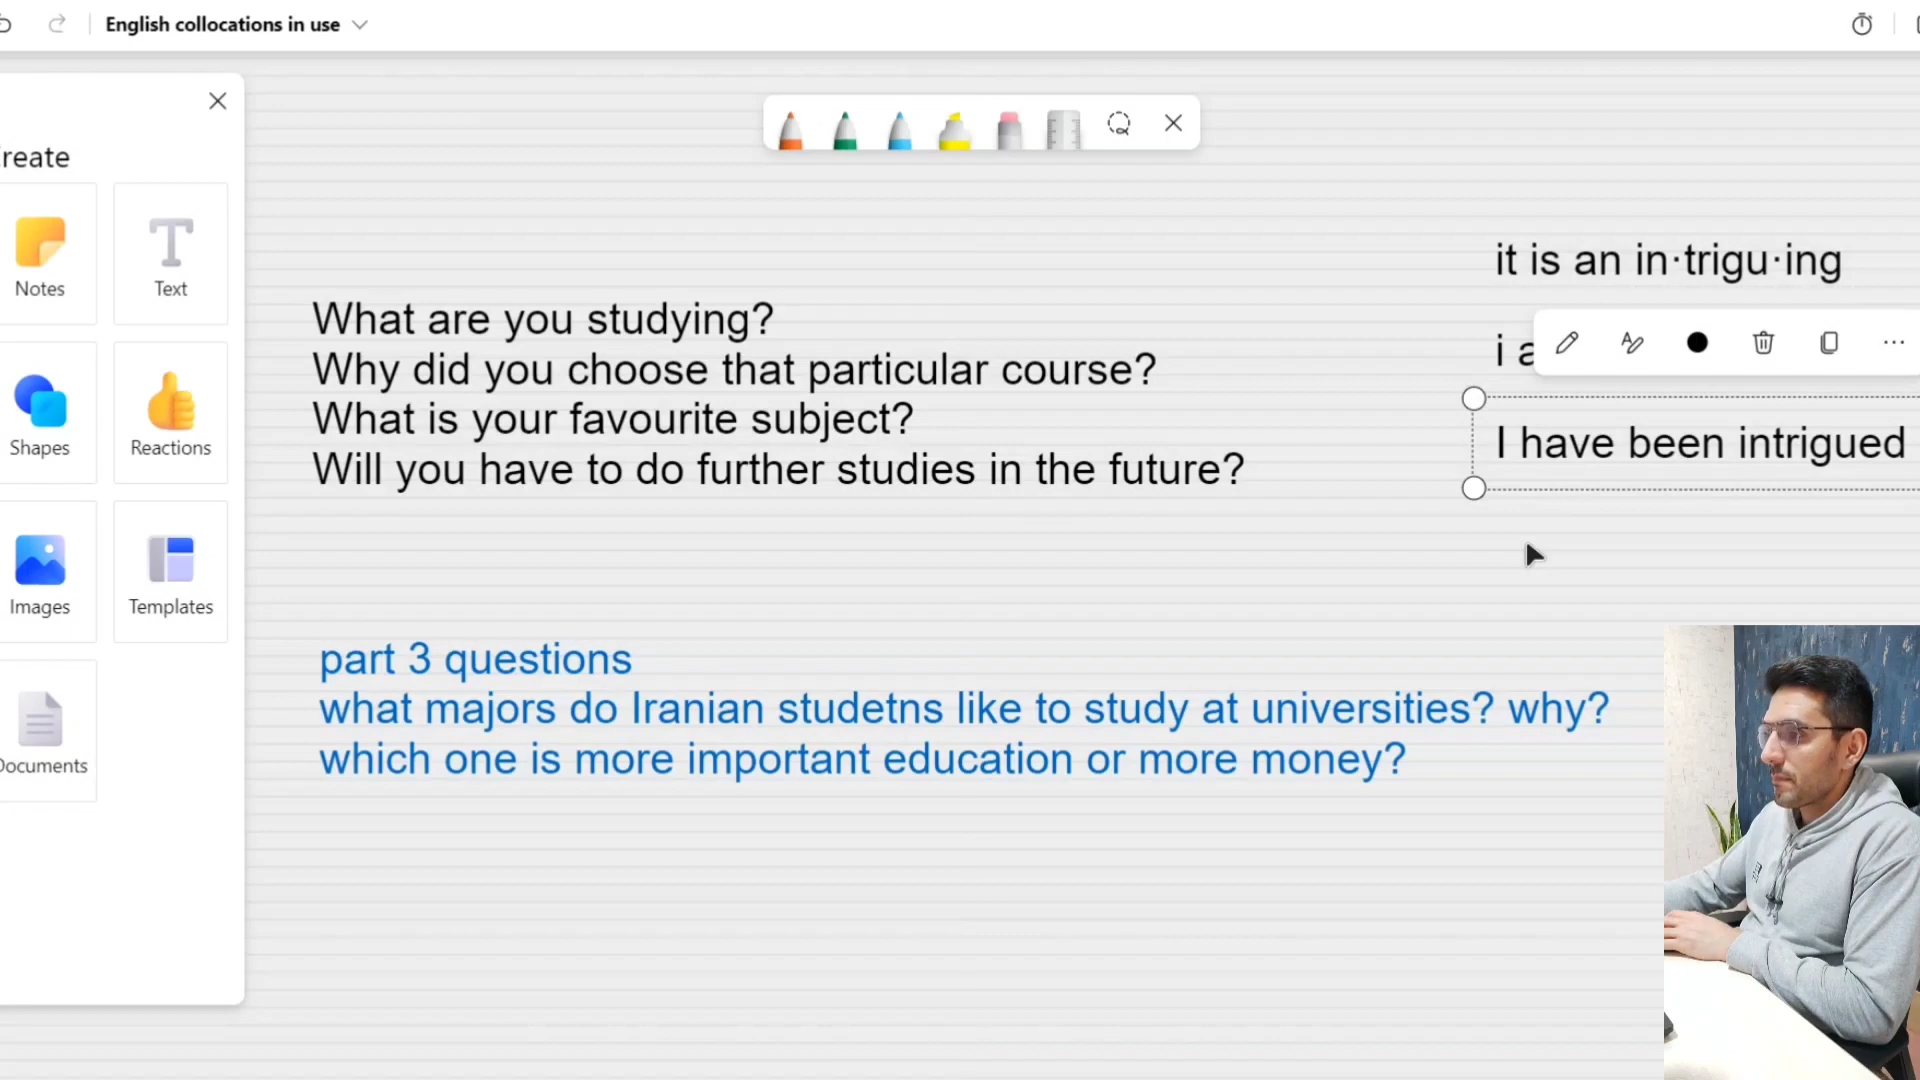 English collocations in use
reate
Notes
Text
Shapes
Reactions
Images
Templates
Documents
What are you studying?
Why did you choose that particular course?
What is your favourite subject?
Will you have to do further studies in the future?
it is an in·trigu·ing
i a
I have been intrigued
part 3 questions
what majors do Iranian studetns like to study at universities? why?
which one is more important education or more money?